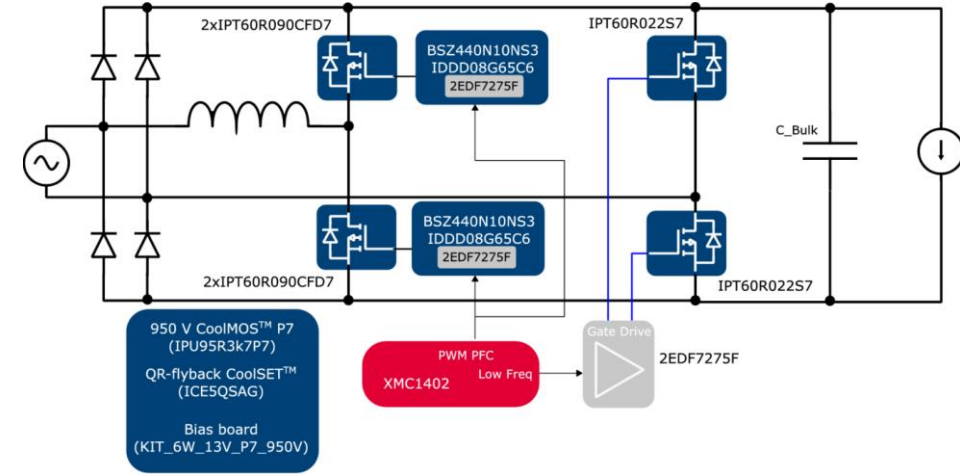 2xIPT60R090CFD7
IPT60R022S7
BSZ440N10NS3
IDDD08G65C6
2EDF7275F
C_Bulk
BSZ440N10NS3
IDDD08G65C6
2EDF7275F
2xIPT60R090CFD7
IPT60R022S7
950 V CoolMOS™ P7
(IPU95R3k7P7)
QR-flyback CoolSET™
(ICE5QSAG)
Bias board
(KIT_6W_13V_P7_950V)
PWM PFC
Low Freq
XMC1402
Gate Drive
2EDF7275F